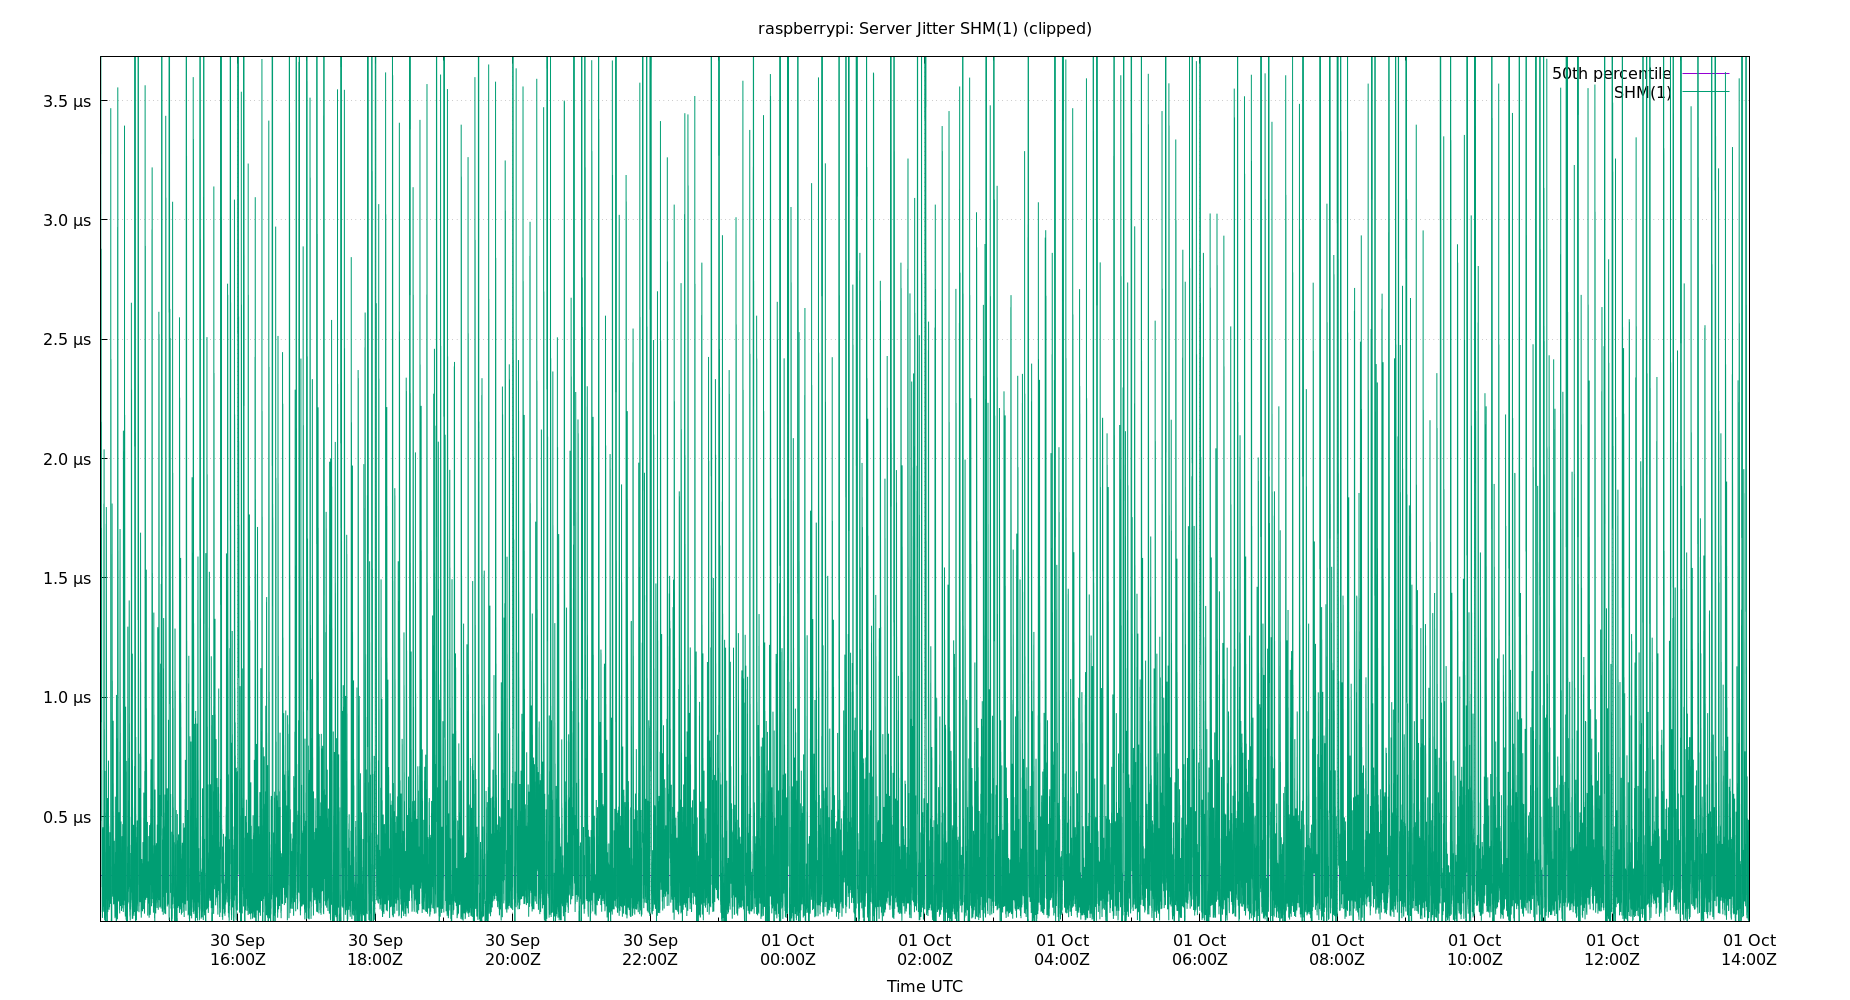 raspberrypi: Server Jitter SHM(1) (clipped)
50th percentile
SHM(1)
3.5 µs
3.0 µs
2.5 µs
2.0 µs
1.5 µs
1.0 µs
0.5 µs
30 Sep 30 Sep 30 Sep 30 Sep 01 Oct 01 Oct 01 Oct 01 Oct 01 Oct 01 Oct 01 Oct 01 Oct
16:00Z 18:00Z 20:00Z 22:00Z 00:00Z 02:00Z 04:00Z 06:00Z 08:00Z 10:00Z 12:00Z 14:00Z
Time UTC